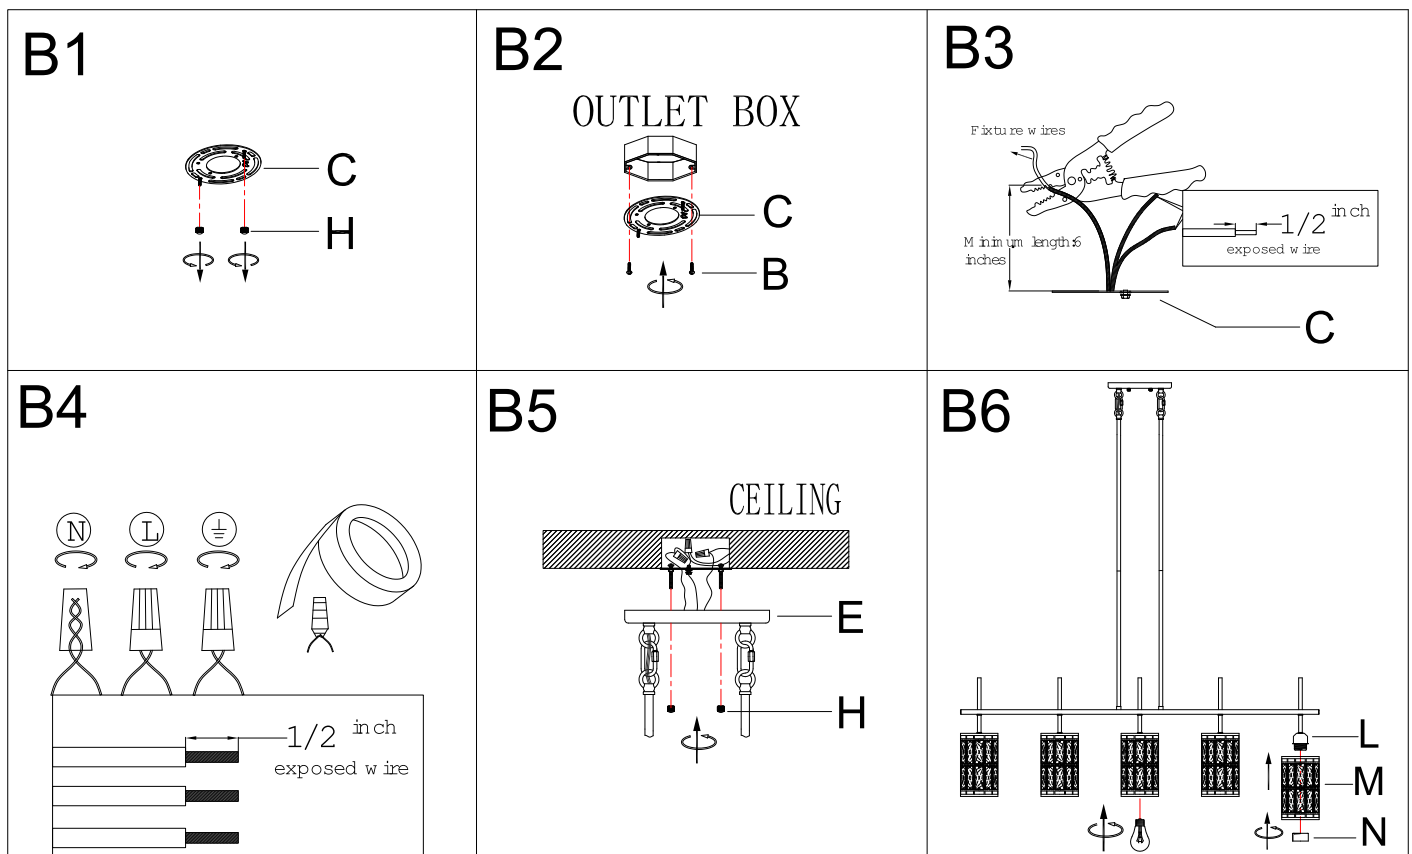 B1
C
H
B2
OUTLET BOX
C
B
B3
Fixture wires
Minimum length:6
inches
1/2 inch
exposed wire
C
B4
N
L
1/2 inch
exposed wire
B5
CEILING
E
H
B6
L
M
N